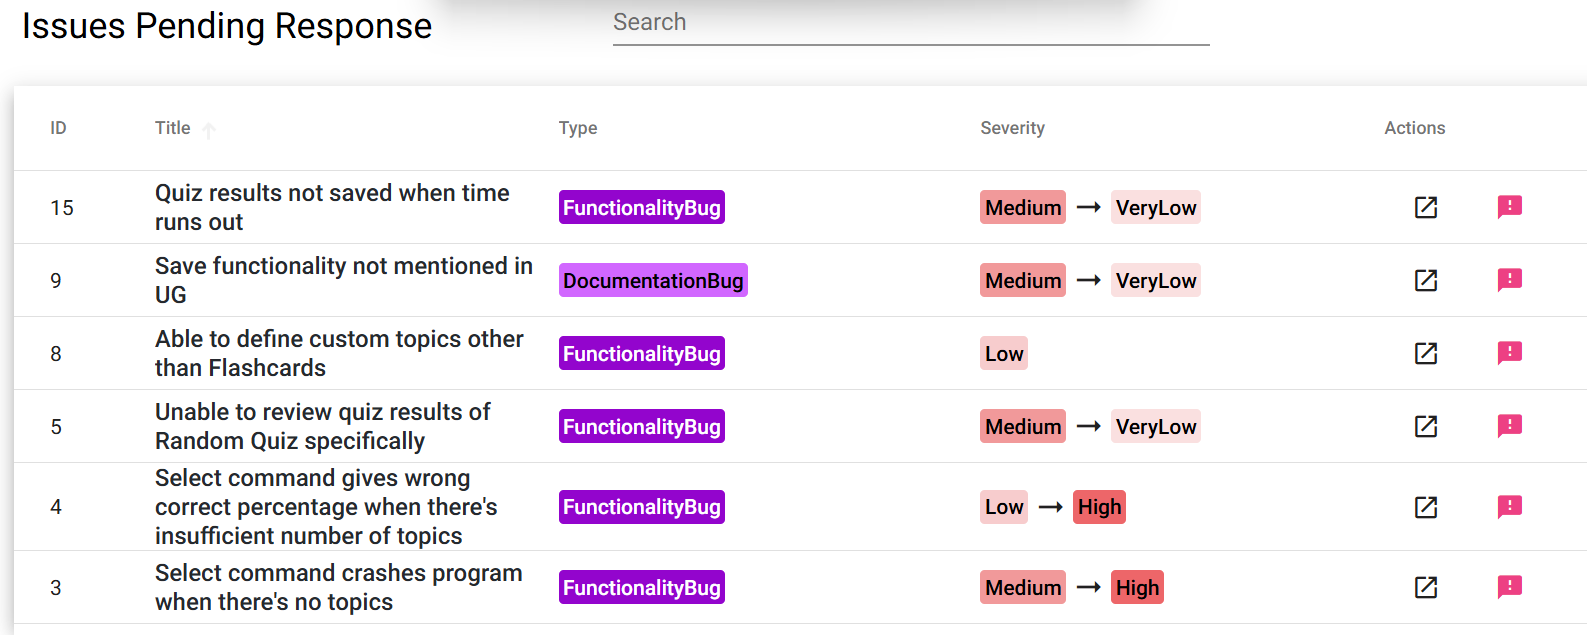 Issues Pending Response
Search
ID Title Type Severity Actions
15 Quiz results not saved when time FunctionalityBug Medium → VeryLow
runs out
9 Save functionality not mentioned in DocumentationBug Medium → VeryLow
UG
8 Able to define custom topics other FunctionalityBug Low
than Flashcards
5 Unable to review quiz results of FunctionalityBug Medium → VeryLow
Random Quiz specifically
Select command gives wrong
4 correct percentage when there's FunctionalityBug Low → High
insufficient number of topics
3 Select command crashes program FunctionalityBug Medium → High
when there's no topics